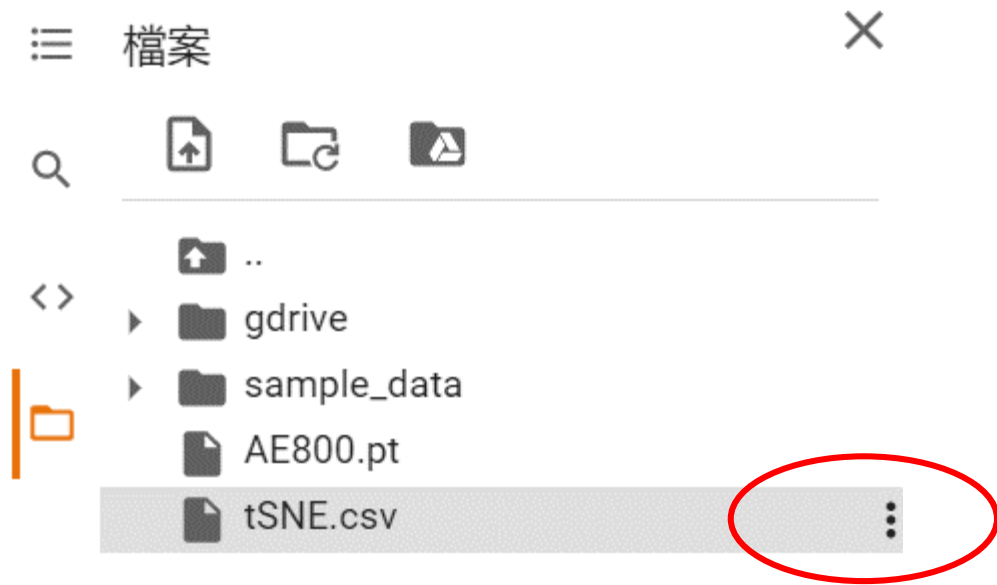 檔案
..
gdrive
sample_data
AE800.pt
tSNE.csv